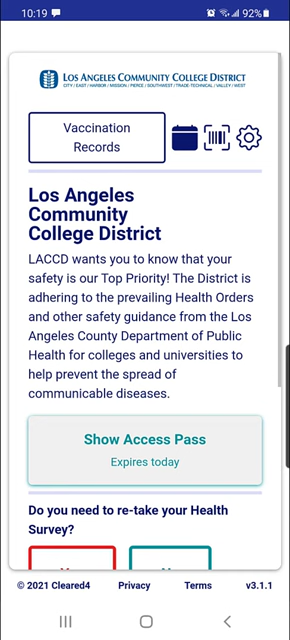 10:19 92%
LOS ANGELES COMMUNITY COLLEGE DISTRICT
CITY / EAST / HARBOR / MISSION / PIERCE / SOUTHWEST / TRADE-TECHNICAL / VALLEY / WEST
Vaccination
Records
Los Angeles
Community
College District
LACCD wants you to know that your
safety is our Top Priority! The District is
adhering to the prevailing Health Orders
and other safety guidance from the Los
Angeles County Department of Public
Health for colleges and universities to
help prevent the spread of
communicable diseases.
Show Access Pass
Expires today
Do you need to re-take your Health
Survey?
© 2021 Cleared4 Privacy Terms v3.1.1